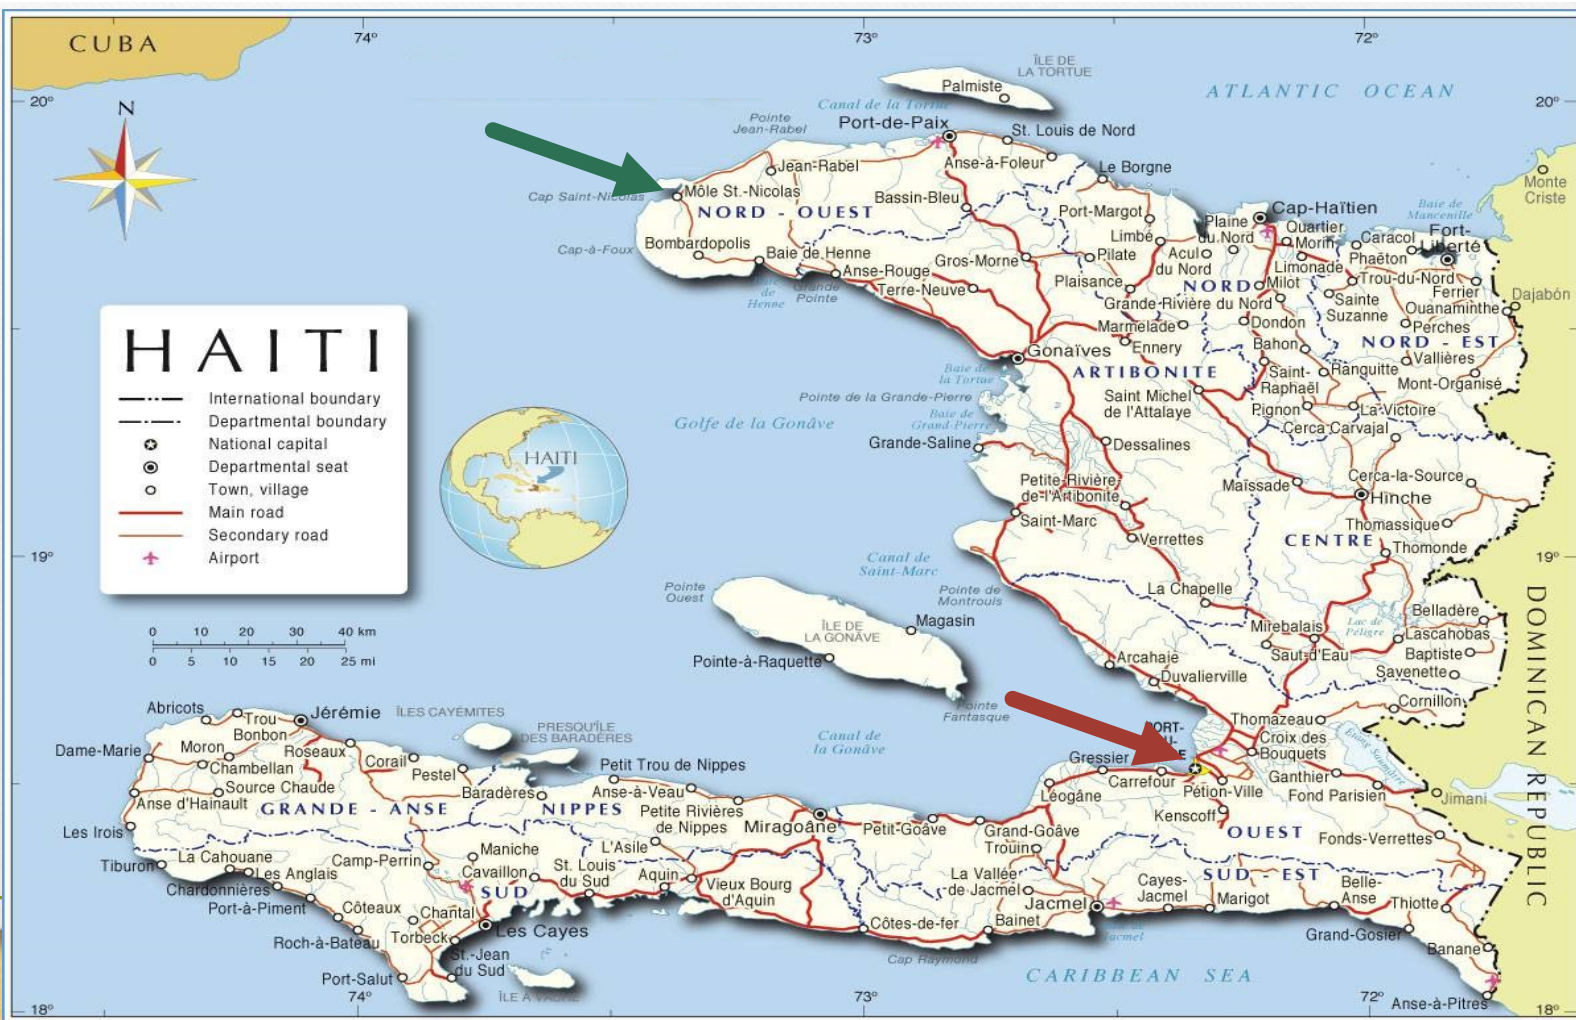 CUBA
74°
73°
72°
20°
20°
N
ÎLE DE
LA TORTUE
Palmiste
ATLANTIC OCEAN
Canal de la Tortue
Pointe
Jean-Rabel
Port-de-Paix
St. Louis de Nord
Jean-Rabel
Anse-à-Foleur
Le Borgne
Monte
Criste
Cap Saint-Nicolas
Môle St-Nicolas
NORD - OUEST
Bassin-Bleu
Port-Margot
Plaine
du Nord
Cap-Haïtien
Baie de
Mancenille
Quartier
Morin
Caracol
Fort-
Liberté
Limbé
Acul
du Nord
Phaëton
Cap-à-Foux
Bombardopolis
Baie de Henne
Gros-Morne
Pilate
Limonade
Trou-du-Nord
Anse-Rouge
Plaisance
NORD
Milot
Ferrier
Dajabón
Baie
de
Henne
Grande
Pointe
Terre-Neuve
Grande-Rivière du Nord
Sainte
Suzanne
Ouanaminthe
Marmelade
Dondon
Perches
Ennery
Bahon
NORD - EST
Gonaïves
Vallières
ARTIBONITE
Saint-
Raphaël
Ranguitte
Mont-Organisé
Baie de
la Tortue
Pointe de la Grande-Pierre
Saint Michel
de l'Attalaye
Pignon
La Victoire
Baie de
Grand-Pierre
Golfe de la Gonâve
Cerca Carvajal
Grande-Saline
Dessalines
Petite Rivière
de l'Artibonite
Maïssade
Cerca-la-Source
Hinche
Saint-Marc
Thomassique
Verrettes
CENTRE
Thomonde
HAITI
International boundary
Departmental boundary
National capital
Departmental seat
Town, village
Main road
Secondary road
Airport
HAITI
19°
19°
Canal de
Saint-Marc
Pointe
Ouest
Pointe de
Montrouis
La Chapelle
Belladère
0 10 20 30 40 km
0 5 10 15 20 25 mi
ÎLE DE
LA GONÂVE
Magasin
Mirebalais
Lac de
Péligre
Lascahobas
Pointe-à-Raquette
Arcahaie
Saut-d'Eau
Baptiste
Duvalierville
Savenette
DOMINICAN REPUBLIC
Pointe
Fantasque
Cornillon
Abricots
Trou
Bonbon
Jérémie
ÎLES CAYÉMITES
PRESQU'ÎLE
DES BARADÈRES
Canal de
la Gonâve
Thomazeau
Croix des
Bouquets
Etang Saumâtre
Dame-Marie
Moron
Roseaux
Corail
Chambellan
Pestel
Petit Trou de Nippes
Gressier
Carrefour
Pétion-Ville
Ganthier
Source Chaude
Baradères
Anse-à-Veau
Léogâne
Fond Parisien
Jimani
Anse d'Hainault
GRANDE - ANSE
NIPPES
Petite Rivières
de Nippes
Miragoâne
Petit-Goâve
Grand-Goâve
Kenscoff
OUEST
Les Irois
Trouin
Fonds-Verrettes
Tiburon
La Cahouane
Les Anglais
Camp-Perrin
Maniche
L'Asile
Cavaillon
St. Louis
du Sud
Aquin
Vieux Bourg
d'Aquin
La Vallée
de Jacmel
Cayes-
Jacmel
SUD - EST
Belle-
Anse
Chardonnières
SUD
Port-à-Piment
Jacmel
Marigot
Thiotte
Côteaux
Chantal
Les Cayes
Côtes-de-fer
Bainet
Roch-à-Bateau
Torbeck
Grand-Gosier
Banane
St.-Jean
du Sud
Cap Raymond
Port-Salut
ÎLE À VACHE
CARIBBEAN SEA
Anse-à-Pitres
18°
74°
73°
72°
18°